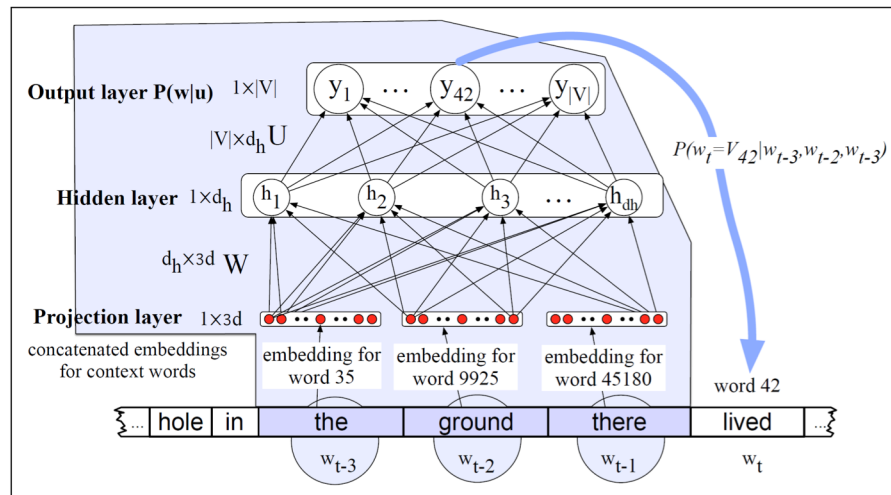 Output layer P(w|u) 1×|V|
y1 ... y42 ... y|V|
|V|×dh U
P(wt=V42|wt-3,wt-2,wt-3)
Hidden layer 1×dh
h1 h2 h3 ... hdh
dh×3d W
Projection layer 1×3d
concatenated embeddings
for context words
embedding for
word 35
embedding for
word 9925
embedding for
word 45180
word 42
... hole in the ground there lived ...
wt-3 wt-2 wt-1 wt